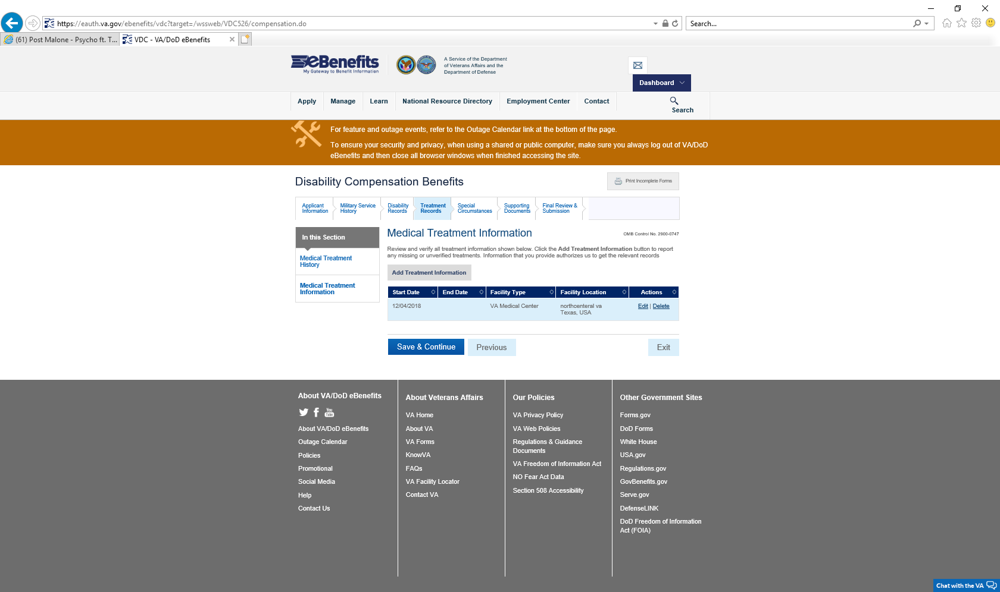 https://eauth.va.gov/ebenefits/vdc?target=/wssweb/VDC526/compensation.do
Search...
(61) Post Malone - Psycho ft. T...
VDC - VA/DoD eBenefits
eBenefits
My Gateway to Benefit Information
A Service of the Department
of Veterans Affairs and the
Department of Defense
Dashboard
Apply
Manage
Learn
National Resource Directory
Employment Center
Contact
Search
For feature and outage events, refer to the Outage Calendar link at the bottom of the page.
To ensure your security and privacy, when using a shared or public computer, make sure you always log out of VA/DoD
eBenefits and then close all browser windows when finished accessing the site.
Disability Compensation Benefits
Print Incomplete Forms
Applicant
Information
Military Service
History
Disability
Records
Treatment
Records
Special
Circumstances
Supporting
Documents
Final Review &
Submission
In this Section
Medical Treatment
History
Medical Treatment
Information
Medical Treatment Information
OMB Control No. 2900-0747
Review and verify all treatment information shown below. Click the Add Treatment Information button to report
any missing or unverified treatments. Information that you provide authorizes us to get the relevant records
Add Treatment Information
Start Date End Date Facility Type Facility Location Actions
12/04/2018 VA Medical Center northcenteral va Edit | Delete
Texas, USA
Save & Continue
Previous
Exit
About VA/DoD eBenefits
You
Tube
About VA/DoD eBenefits
Outage Calendar
Policies
Promotional
Social Media
Help
Contact Us
About Veterans Affairs
VA Home
About VA
VA Forms
KnowVA
FAQs
VA Facility Locator
Contact VA
Our Policies
VA Privacy Policy
VA Web Policies
Regulations & Guidance
Documents
VA Freedom of Information Act
NO Fear Act Data
Section 508 Accessibility
Other Government Sites
Forms.gov
DoD Forms
White House
USA.gov
Regulations.gov
GovBenefits.gov
Serve.gov
DefenseLINK
DoD Freedom of Information
Act (FOIA)
Chat with the VA